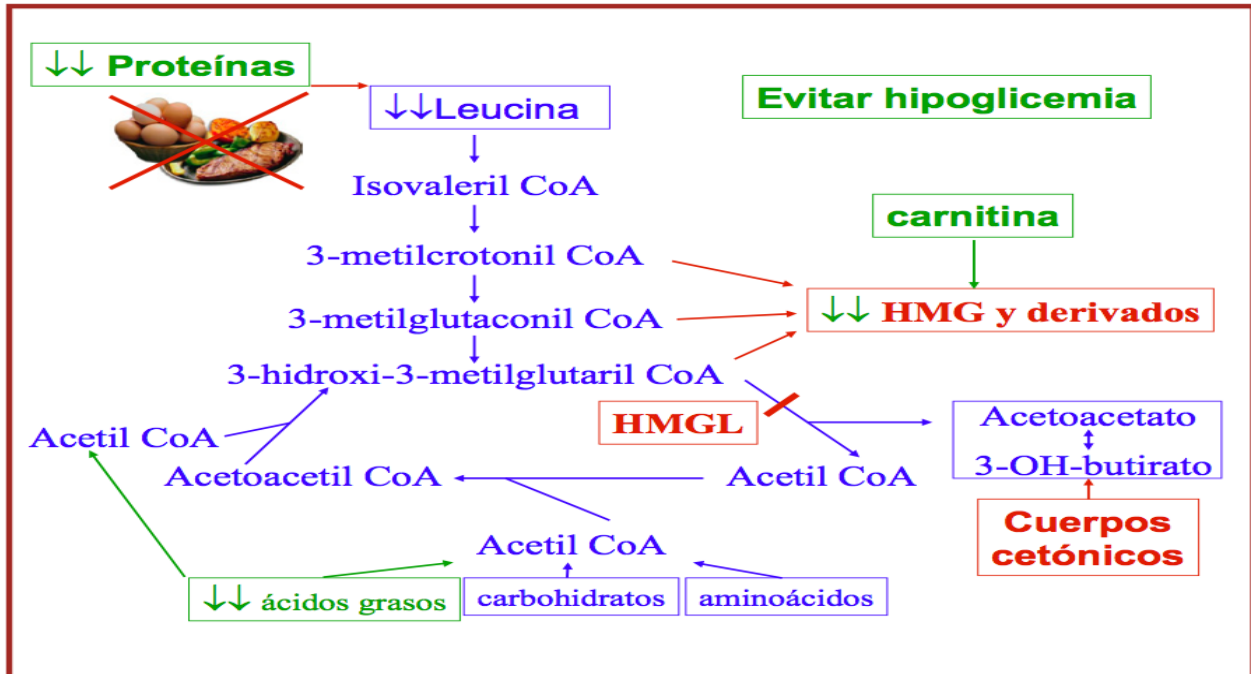 ↓↓ Proteínas
↓↓Leucina
Evitar hipoglicemia
Isovaleril CoA
carnitina
3-metilcrotonil CoA
↓↓ HMG y derivados
3-metilglutaconil CoA
3-hidroxi-3-metilglutaril CoA
HMGL
Acetoacetato
Acetil CoA
3-OH-butirato
Acetoacetil CoA
Acetil CoA
Cuerpos
cetónicos
Acetil CoA
↓↓ ácidos grasos
carbohidratos
aminoácidos